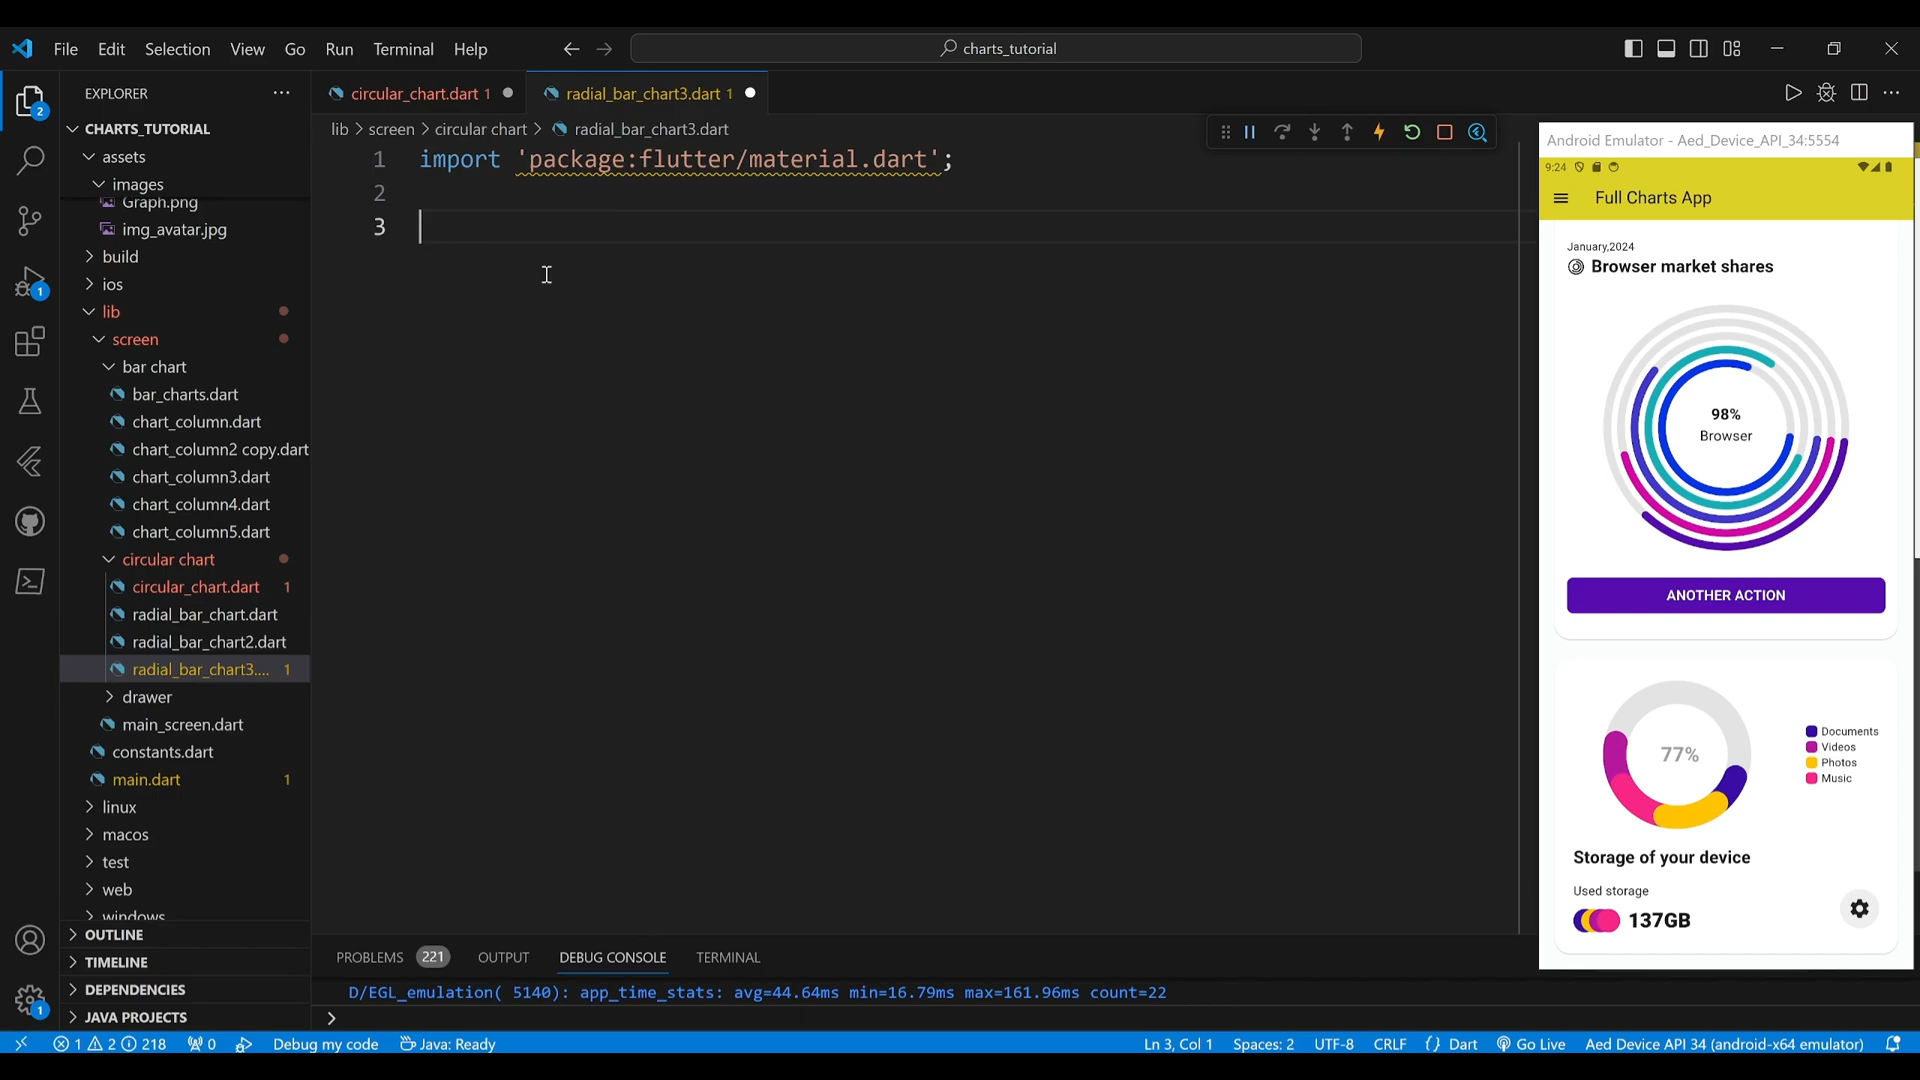 File Edit Selection View Go Run Terminal Help
charts_tutorial
EXPLORER
CHARTS_TUTORIAL
assets
images
Graph.png
img_avatar.jpg
build
ios
lib
screen
bar chart
bar_charts.dart
chart_column.dart
chart_column2 copy.dart
chart_column3.dart
chart_column4.dart
chart_column5.dart
circular chart
circular_chart.dart 1
radial_bar_chart.dart
radial_bar_chart2.dart
radial_bar_chart3.... 1
drawer
main_screen.dart
constants.dart
main.dart 1
linux
macos
test
web
windows
OUTLINE
TIMELINE
DEPENDENCIES
JAVA PROJECTS
2
1
1
circular_chart.dart 1
radial_bar_chart3.dart 1
lib > screen > circular chart > radial_bar_chart3.dart
1 import 'package:flutter/material.dart';
2
3
PROBLEMS 221 OUTPUT DEBUG CONSOLE TERMINAL
D/EGL_emulation( 5140): app_time_stats: avg=44.64ms min=16.79ms max=161.96ms count=22
>
Android Emulator - Aed_Device_API_34:5554
9:24
Full Charts App
January,2024
Browser market shares
98%
Browser
ANOTHER ACTION
77%
Documents
Videos
Photos
Music
Storage of your device
Used storage
137GB
1 2 218 0 Debug my code Java: Ready
Ln 3, Col 1 Spaces: 2 UTF-8 CRLF {} Dart Go Live Aed Device API 34 (android-x64 emulator)